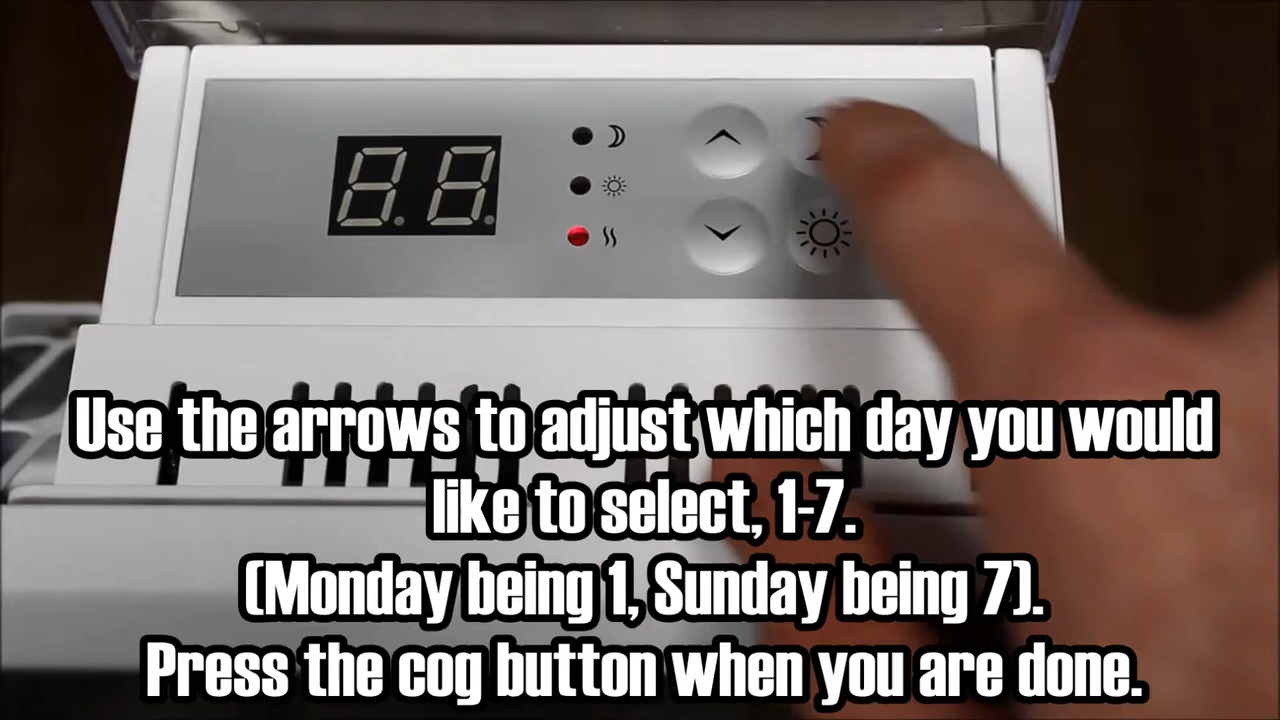 Use the arrows to adjust which day you would
like to select, 1-7.
(Monday being 1, Sunday being 7).
Press the cog button when you are done.